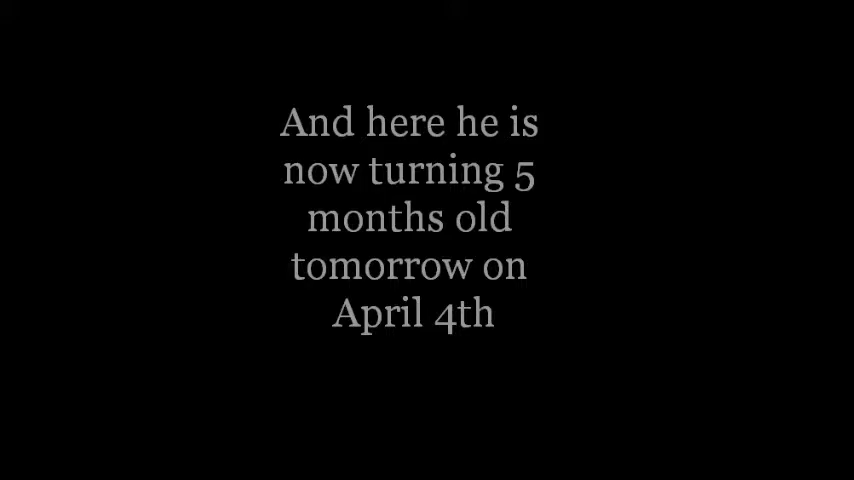 And here he is
now turning 5
months old
tomorrow on
April 4th